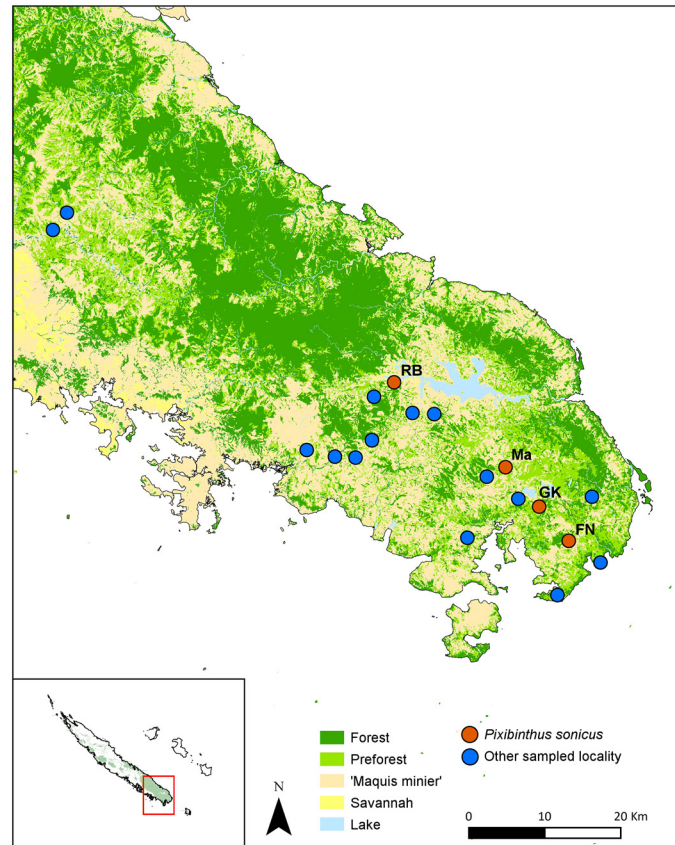 RB
Ma
GK
FN
Forest
Preforest
'Maquis minier'
Savannah
Lake
Pixibinthus sonicus
Other sampled locality
N
0 10 20 Km